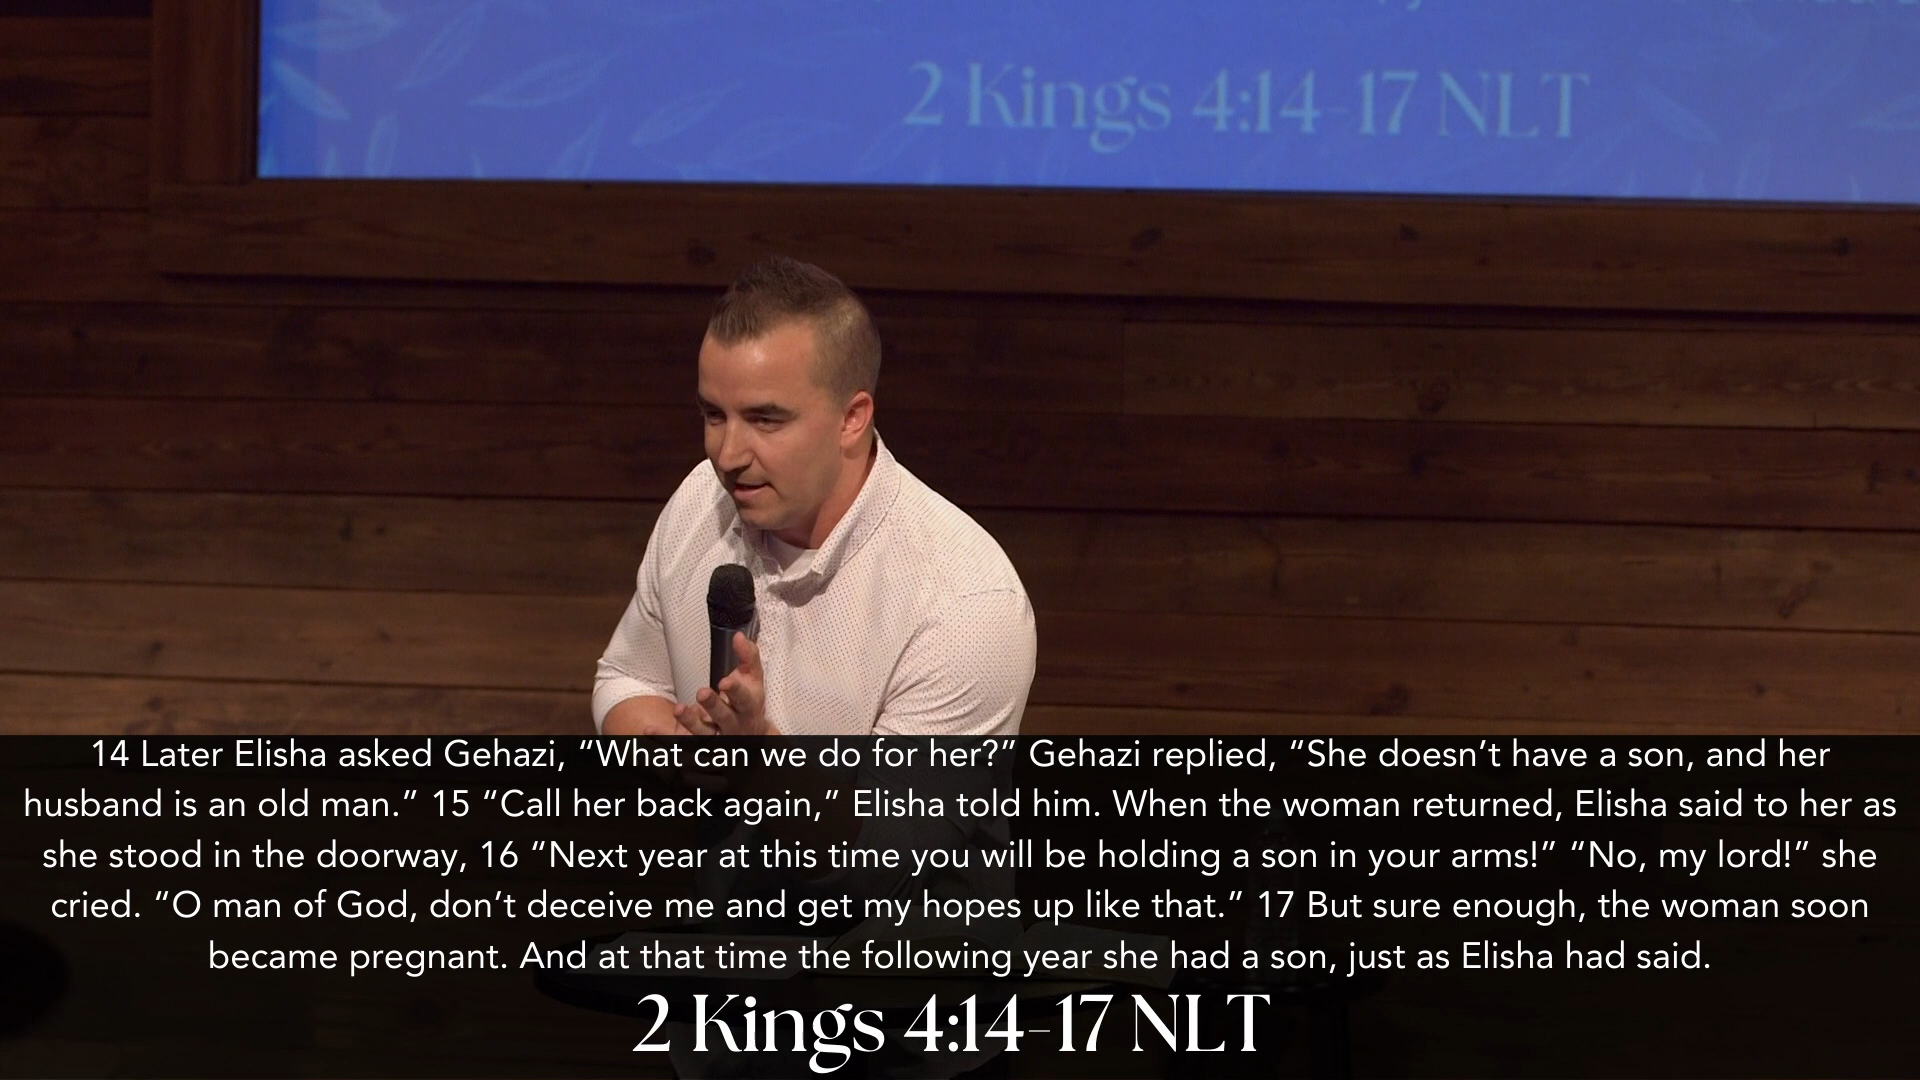 2 Kings 4:14-17 NLT
14 Later Elisha asked Gehazi, “What can we do for her?” Gehazi replied, “She doesn’t have a son, and her
husband is an old man.” 15 “Call her back again,” Elisha told him. When the woman returned, Elisha said to her as
she stood in the doorway, 16 “Next year at this time you will be holding a son in your arms!” “No, my lord!” she
cried. “O man of God, don’t deceive me and get my hopes up like that.” 17 But sure enough, the woman soon
became pregnant. And at that time the following year she had a son, just as Elisha had said.
2 Kings 4:14-17 NLT